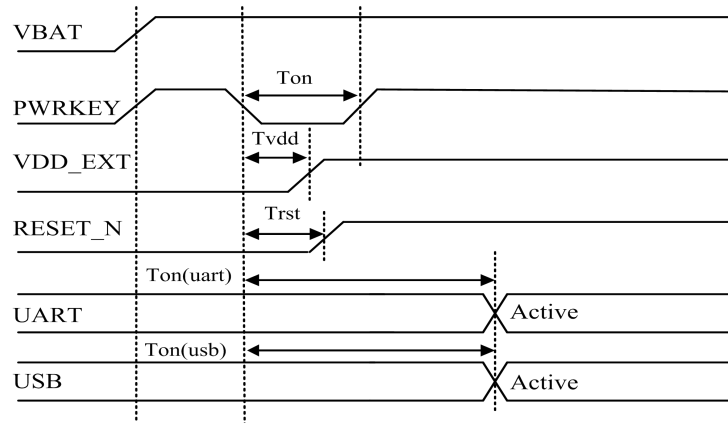 VBAT
Ton
PWRKEY
Tvdd
VDD_EXT
Trst
RESET_N
Ton(uart)
UART
Active
Ton(usb)
USB
Active